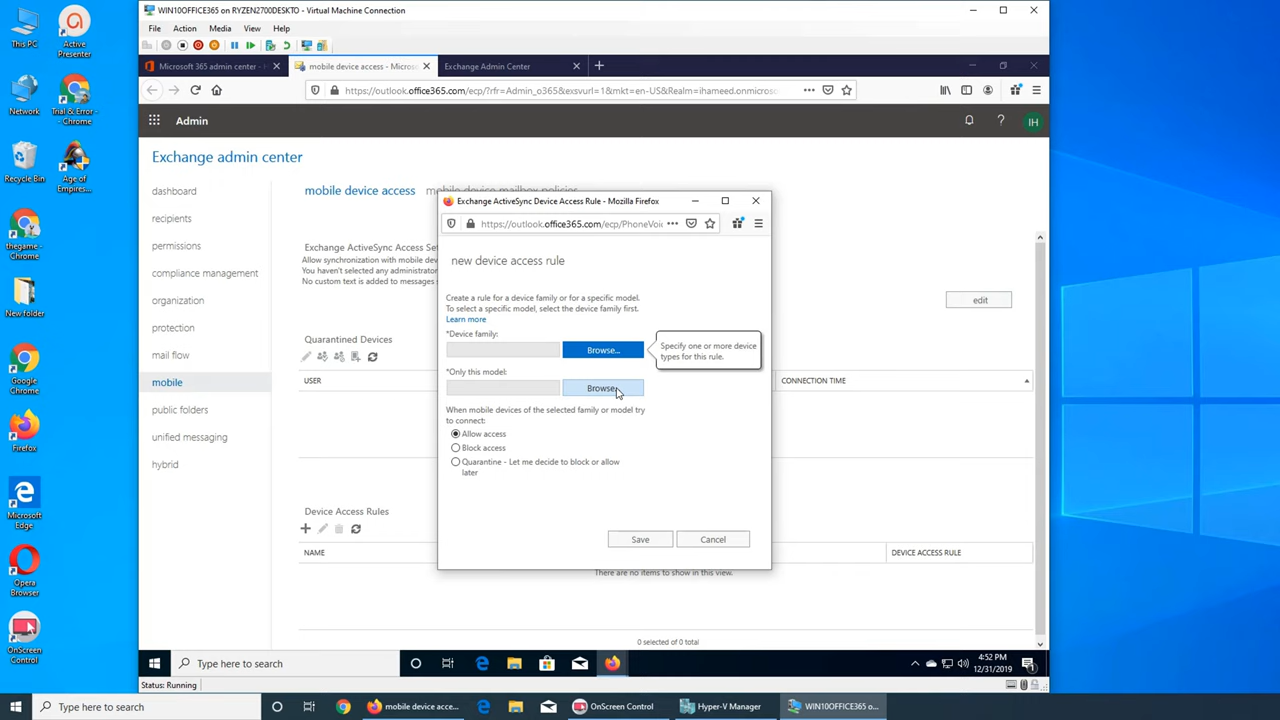 WIN10OFFICE365 on RYZEN2700DESKTO - Virtual Machine Connection
File Action Media View Help
Microsoft 365 admin center -
mobile device access - Micros
Exchange Admin Center
https://outlook.office365.com/ecp/?rfr=Admin_o365&exsvurl=1&mkt=en-US&Realm=ihameed.onmicros
Admin
IH
Exchange admin center
dashboard
recipients
permissions
compliance management
organization
protection
mail flow
mobile
public folders
unified messaging
hybrid
mobile device access
mobile device mailbox policies
Exchange ActiveSync Access Set
Allow synchronization with mobile dev
You haven't selected any administrator
No custom text is added to messages s
edit
Quarantined Devices
USER
CONNECTION TIME
Device Access Rules
NAME
DEVICE ACCESS RULE
There are no items to show in this view.
0 selected of 0 total
Exchange ActiveSync Device Access Rule - Mozilla Firefox
https://outlook.office365.com/ecp/PhoneVoic
new device access rule
Create a rule for a device family or for a specific model.
To select a specific model, select the device family first.
Learn more
*Device family:
Browse...
Specify one or more device
types for this rule.
*Only this model:
Browse...
When mobile devices of the selected family or model try
to connect:
Allow access
Block access
Quarantine - Let me decide to block or allow
later
Save
Cancel
Type here to search
4:52 PM
12/31/2019
Status: Running
This PC
Active
Presenter
Network
Trial & Error -
- Chrome
Recycle Bin
Age of
Empires...
thegame -
Chrome
New folder
Google
Chrome
Firefox
Microsoft
Edge
Opera
Browser
OnScreen
Control
Type here to search
mobile device acce...
OnScreen Control
Hyper-V Manager
WIN10OFFICE365 o...